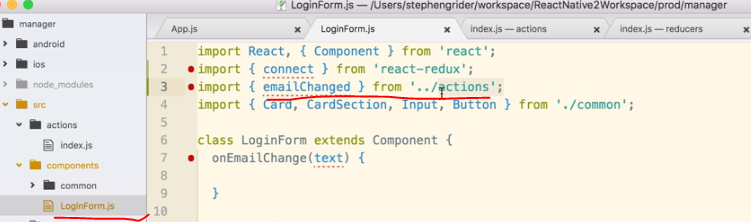 LoginForm.js — /Users/stephengrider/workspace/ReactNative2Workspace/prod/manager
manager
android
ios
node_modules
src
actions
index.js
components
common
LoginForm.js
App.js
LoginForm.js
index.js — actions
index.js — reducers
1 import React, { Component } from 'react';
2 import { connect } from 'react-redux';
3 import { emailChanged } from '../actions';
4 import { Card, CardSection, Input, Button } from './common';
5
6 class LoginForm extends Component {
7 onEmailChange(text) {
8
9 }
10